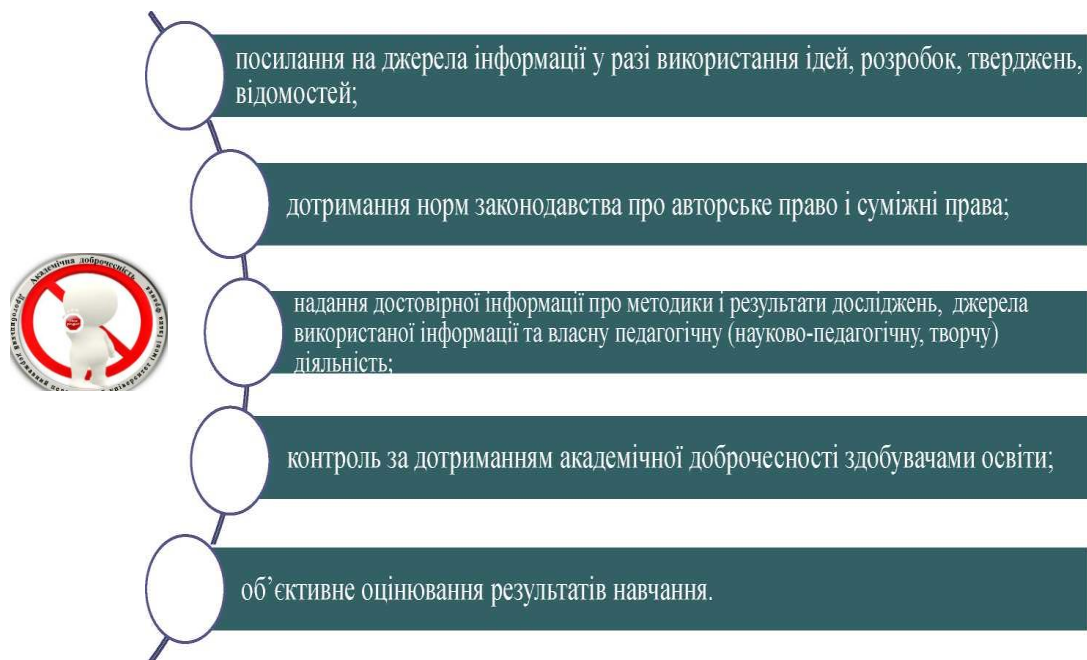 посилання на джерела інформації у разі використання ідей, розробок, тверджень,
відомостей;
дотримання норм законодавства про авторське право і суміжні права;
Академічна доброчесність
надання достовірної інформації про методики і результати досліджень, джерела
використаної інформації та власну педагогічну (науково-педагогічну, творчу)
діяльність;
контроль за дотриманням академічної доброчесності здобувачами освіти;
об’єктивне оцінювання результатів навчання.